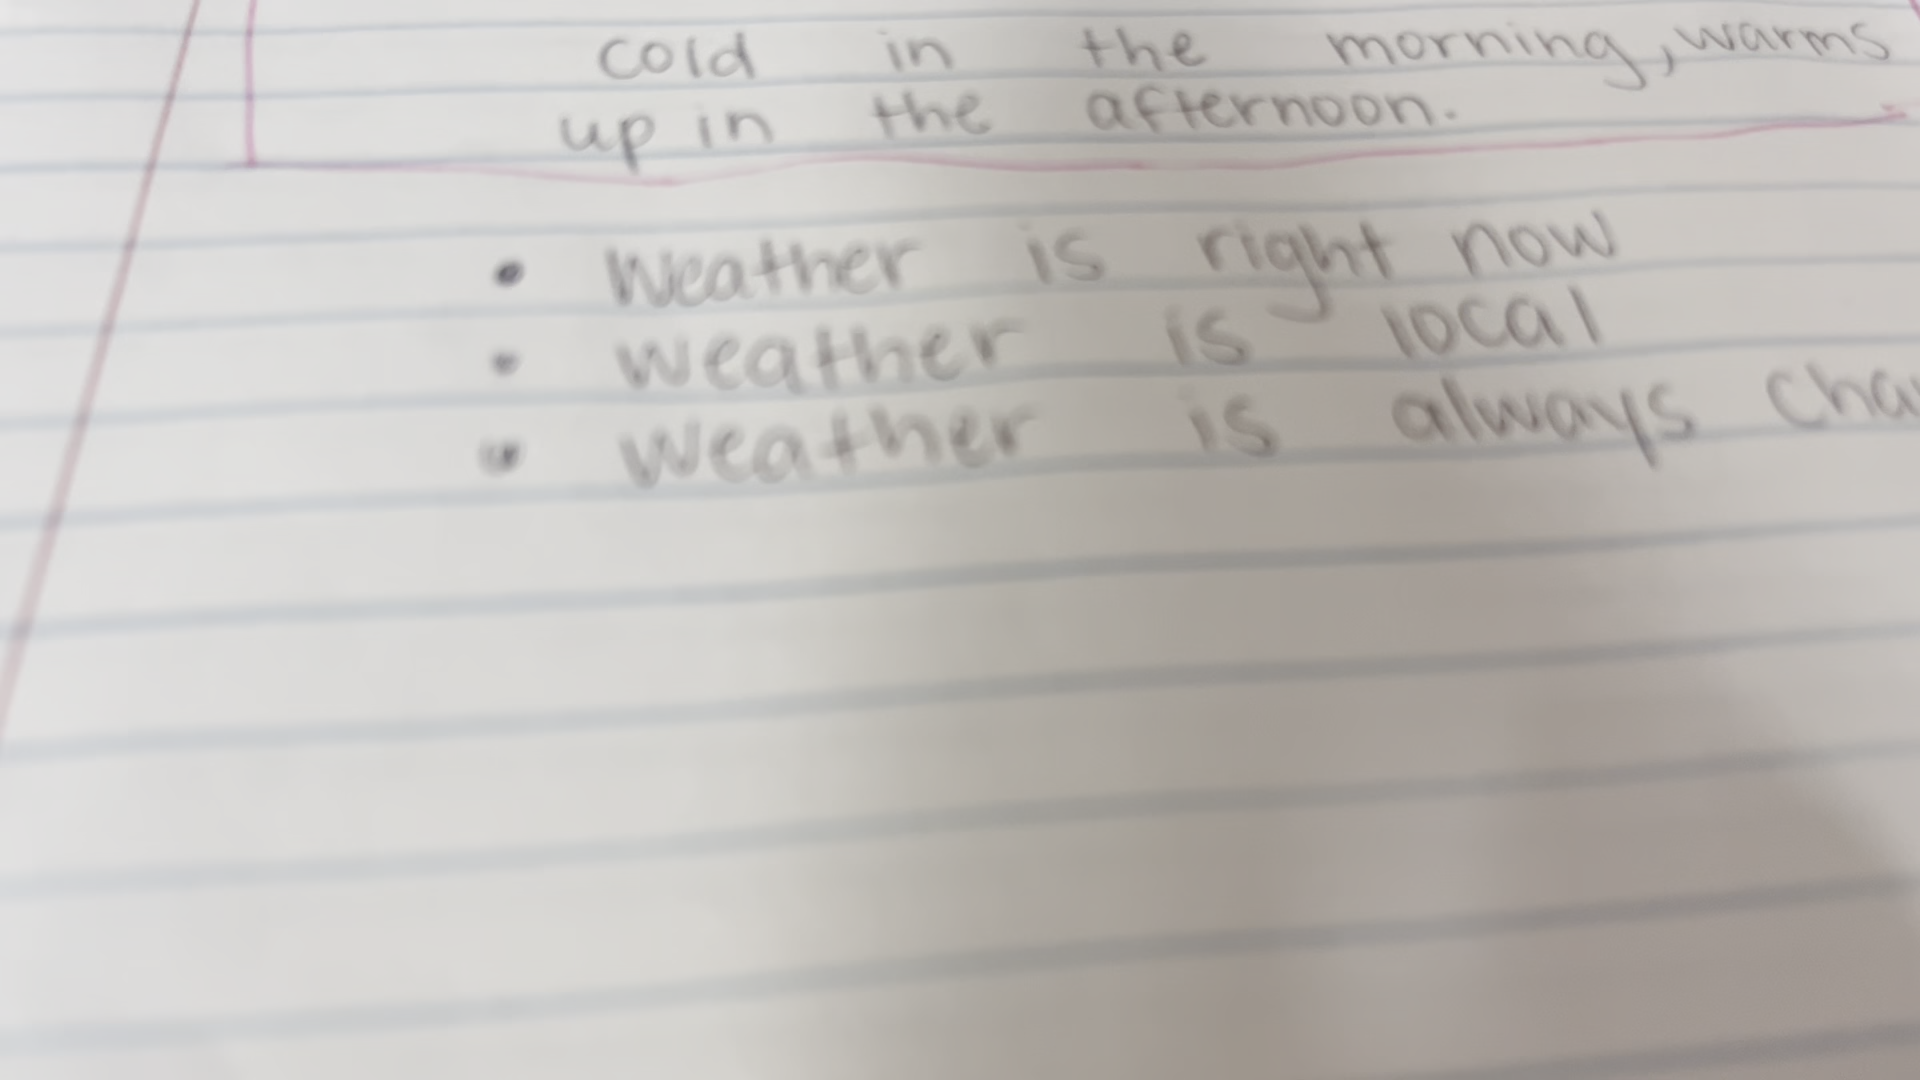 cold in the morning, warms
up in the afternoon.
• Weather is right now
• weather is local
• weather is always